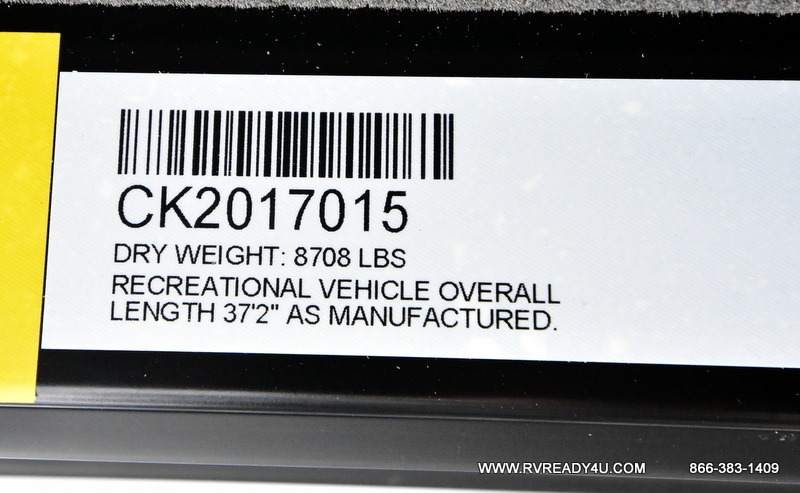 CK2017015
DRY WEIGHT: 8708 LBS
RECREATIONAL VEHICLE OVERALL
LENGTH 37'2" AS MANUFACTURED.
WWW.RVREADY4U.COM 866-383-1409